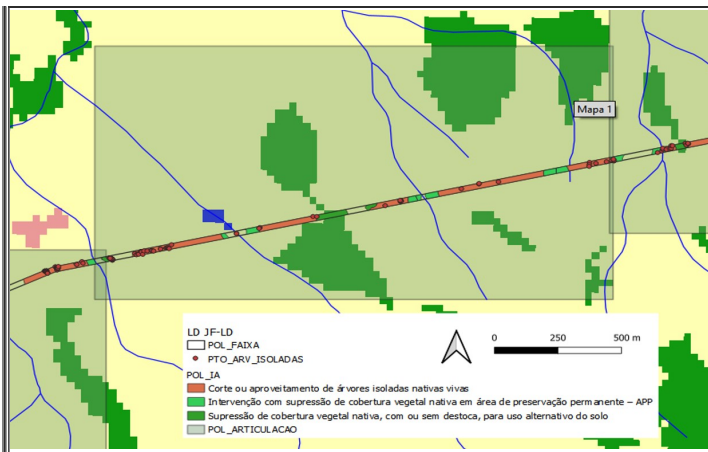 Mapa 1
LD JF-LD
POL_FAIXA
PTO_ARV_ISOLADAS
POL_IA
Corte ou aproveitamento de árvores isoladas nativas vivas
Intervenção com supressão de cobertura vegetal nativa em área de preservação permanente – APP
Supressão de cobertura vegetal nativa, com ou sem destoca, para uso alternativo do solo
POL_ARTICULACAO
0 250 500 m